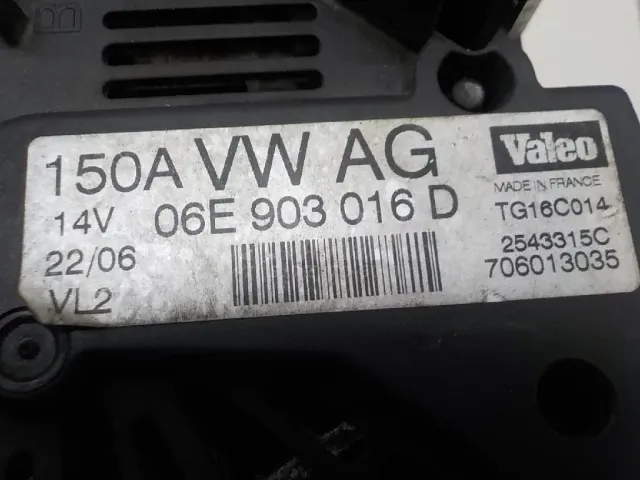 B
150A VW AG
14V 06E 903 016 D
22/06
VL2
Valeo
MADE IN FRANCE
TG16C014
2543315C
706013035